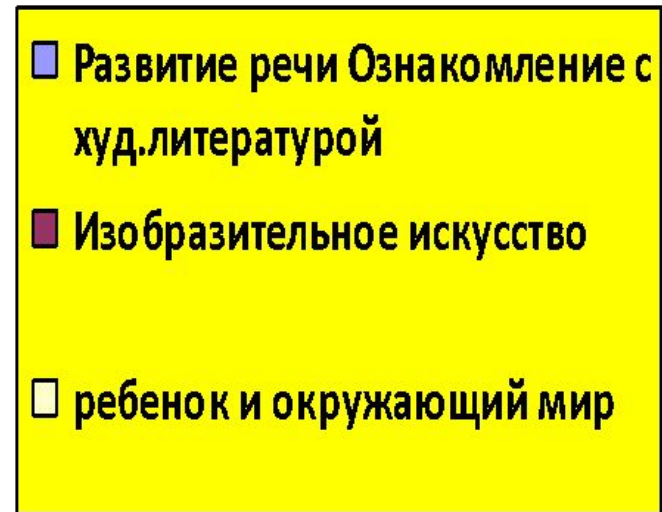 Развитие речи Ознакомление с
худ.литературой
Изобразительное искусство
ребенок и окружающий мир